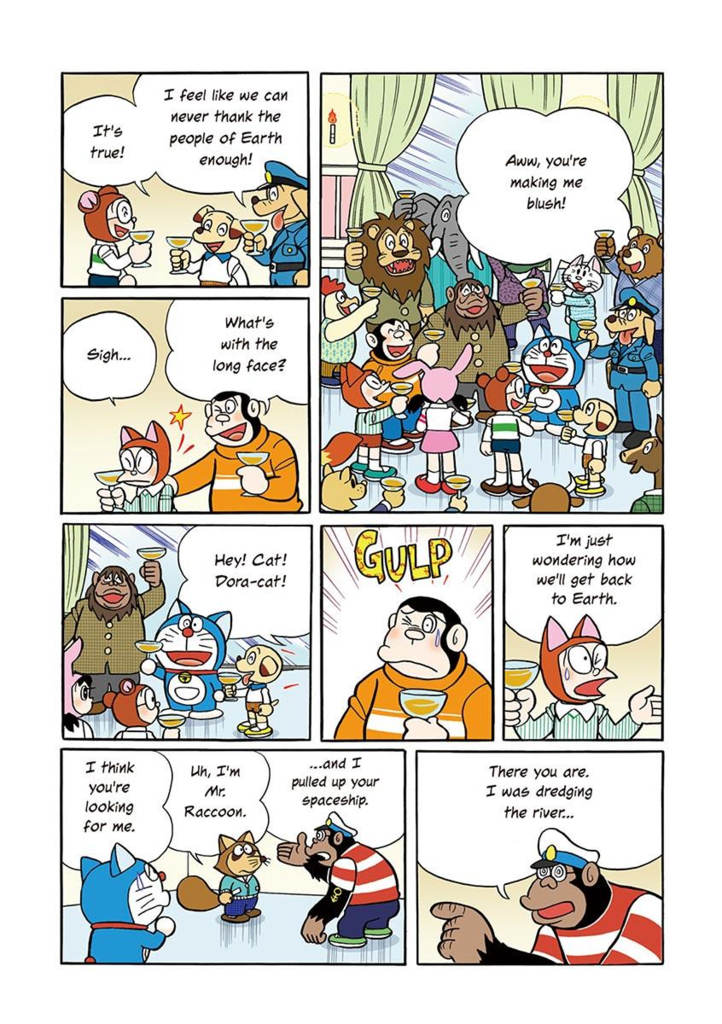 Aww, you're
making me
blush!
I feel like we can
never thank the
people of Earth
enough!
It's
true!
What's
with the
long face?
Sigh...
I'm just
wondering how
we'll get back
to Earth.
GULP
Hey! Cat!
Dora-cat!
There you are.
I was dredging
the river...
...and I
pulled up your
spaceship.
Uh, I'm
Mr.
Raccoon.
I think
you're
looking
for me.